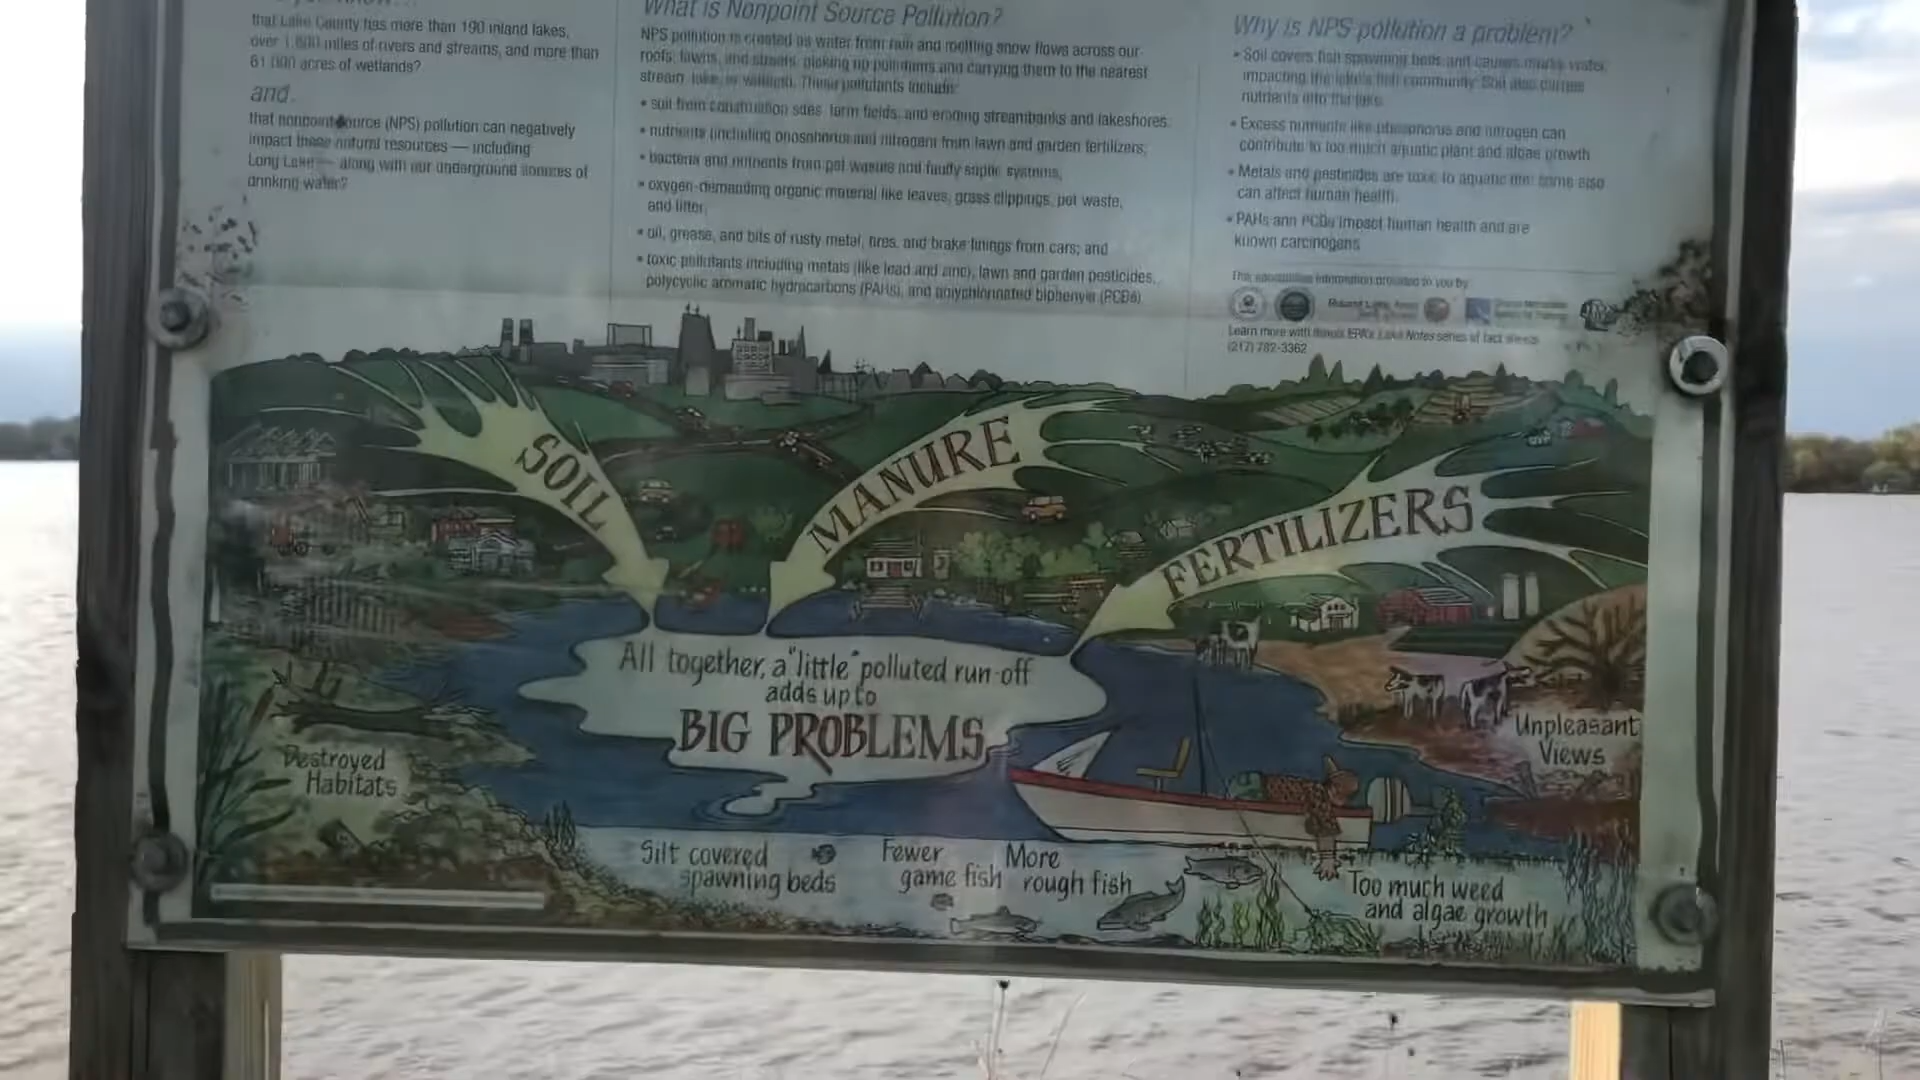 that Lake County has more than 190 inland lakes,
over 1,600 miles of rivers and streams, and more than
61,000 acres of wetlands?
and...
that nonpoint source (NPS) pollution can negatively
impact these natural resources — including
Long Lake — along with our underground sources of
drinking water?
What is Nonpoint Source Pollution?
NPS pollution is created as water from rain and melting snow flows across our
roofs, lawns, and streets, picking up pollutants and carrying them to the nearest
stream, lake, or wetland. These pollutants include:
• soil from construction sites, farm fields, and eroding streambanks and lakeshores;
• nutrients (including phosphorus and nitrogen) from lawn and garden fertilizers;
• bacteria and nutrients from pet waste and faulty septic systems;
• oxygen-demanding organic material like leaves, grass clippings, pet waste,
and litter;
• oil, grease, and bits of rusty metal, tires, and brake linings from cars; and
• toxic pollutants including metals (like lead and zinc), lawn and garden pesticides,
polycyclic aromatic hydrocarbons (PAHs), and polychlorinated biphenyls (PCBs)
Why is NPS pollution a problem?
• Soil covers fish spawning beds and causes murky water,
impacting the lake's fish community. Soil also carries
nutrients into the lake.
• Excess nutrients like phosphorus and nitrogen can
contribute to too much aquatic plant and algae growth
• Metals and pesticides are toxic to aquatic life; some also
can affect human health.
• PAHs and PCBs impact human health and are
known carcinogens
This educational information provided to you by
Learn more with Illinois EPA's Lake Notes series of fact sheets
(217) 782-3362
SOIL
MANURE
FERTILIZERS
All together, a "little" polluted run-off
adds up to
BIG PROBLEMS
Destroyed
Habitats
Unpleasant
Views
Silt covered
spawning beds
Fewer
game fish
More
rough fish
Too much weed
and algae growth